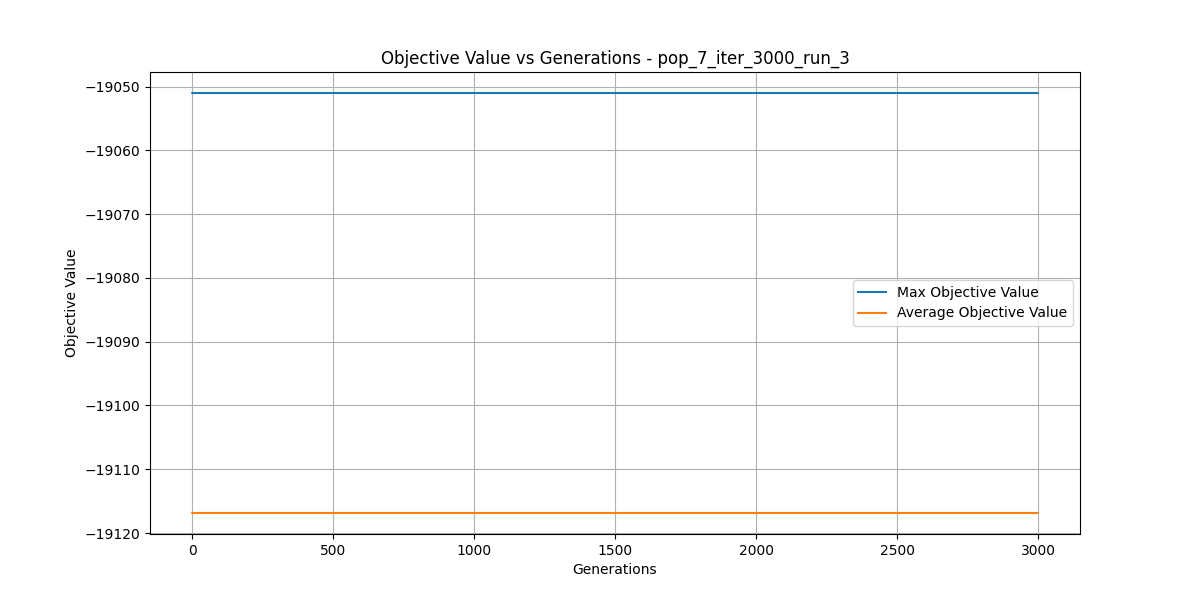 Objective Value vs Generations - pop_7_iter_3000_run_3
−19050
−19060
−19070
−19080
−19090
−19100
−19110
−19120
Objective Value
Max Objective Value
Average Objective Value
0 500 1000 1500 2000 2500 3000
Generations